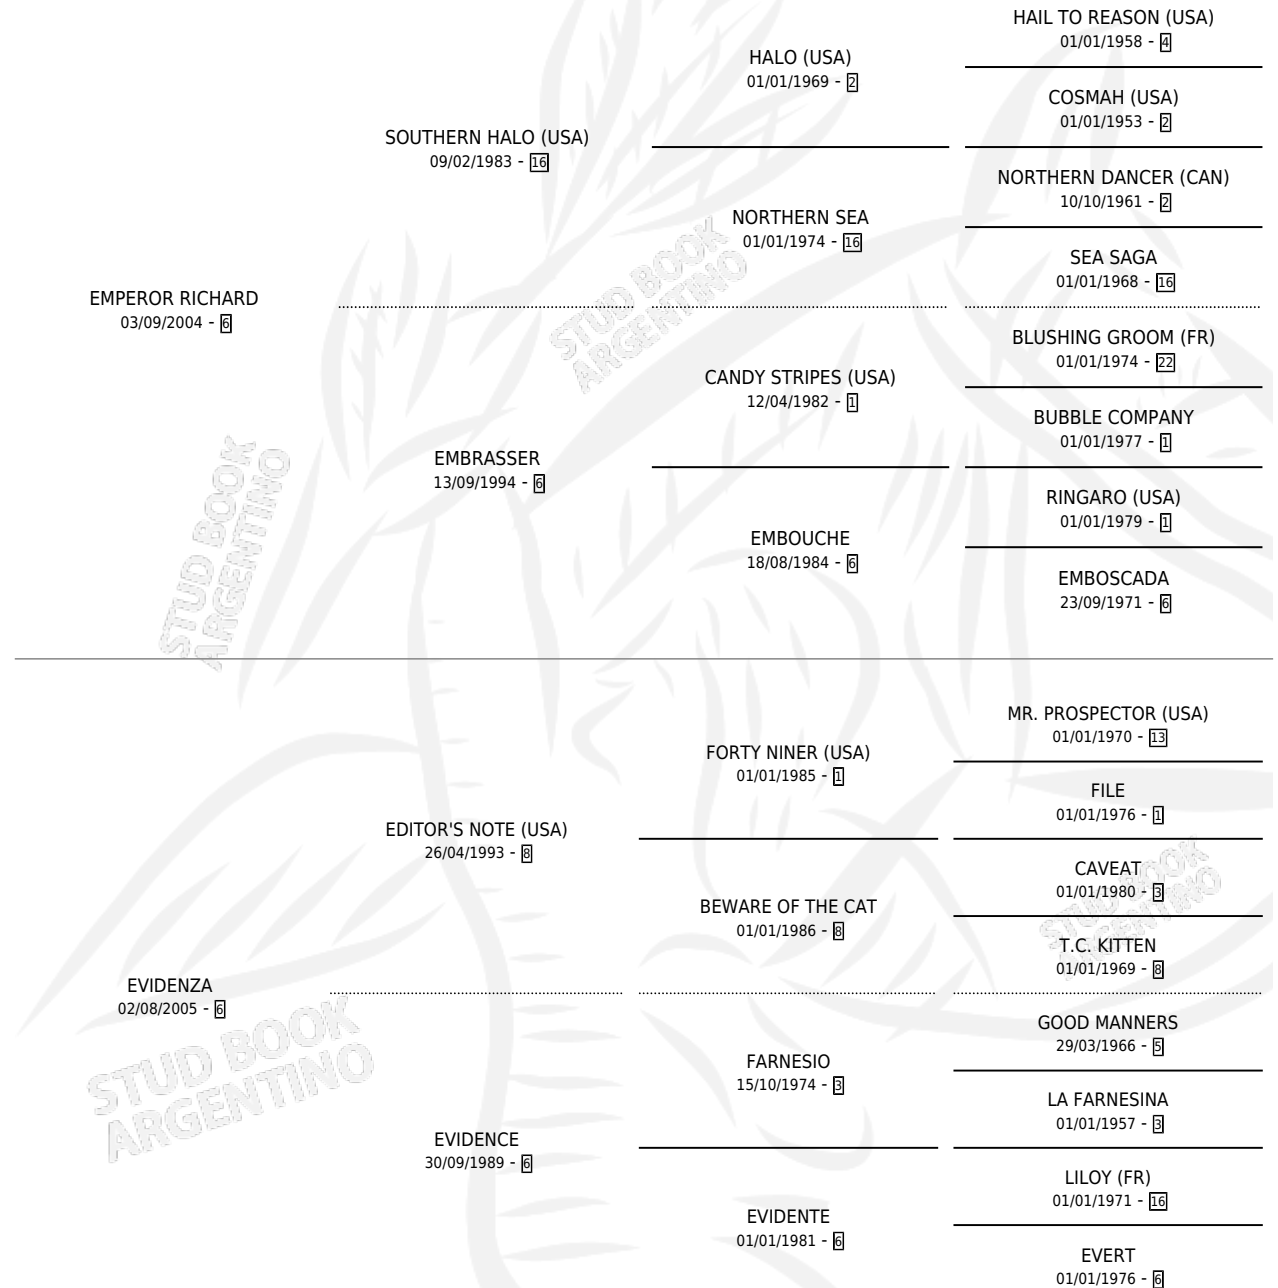 HAIL TO REASON (USA)
01/01/1958 - 4
HALO (USA)
01/01/1969 - 2
COSMAH (USA)
01/01/1953 - 2
SOUTHERN HALO (USA)
09/02/1983 - 16
NORTHERN DANCER (CAN)
10/10/1961 - 2
NORTHERN SEA
01/01/1974 - 16
SEA SAGA
01/01/1968 - 16
EMPEROR RICHARD
03/09/2004 - 6
STUD BOOK
ARGENTINO
BLUSHING GROOM (FR)
01/01/1974 - 22
CANDY STRIPES (USA)
12/04/1982 - 1
BUBBLE COMPANY
01/01/1977 - 1
EMBRASSER
13/09/1994 - 6
RINGARO (USA)
01/01/1979 - 1
EMBOUCHE
18/08/1984 - 6
EMBOSCADA
23/09/1971 - 6
STUD BOOK
ARGENTINO
MR. PROSPECTOR (USA)
01/01/1970 - 13
FORTY NINER (USA)
01/01/1985 - 1
FILE
01/01/1976 - 1
EDITOR'S NOTE (USA)
26/04/1993 - 8
CAVEAT
01/01/1980 - 3
STUD BOOK
ARGENTINO
BEWARE OF THE CAT
01/01/1986 - 8
T.C. KITTEN
01/01/1969 - 8
EVIDENZA
02/08/2005 - 6
GOOD MANNERS
29/03/1966 - 5
FARNESIO
15/10/1974 - 3
LA FARNESINA
01/01/1957 - 3
STUD BOOK
ARGENTINO
EVIDENCE
30/09/1989 - 6
LILOY (FR)
01/01/1971 - 16
EVIDENTE
01/01/1981 - 6
EVERT
01/01/1976 - 6